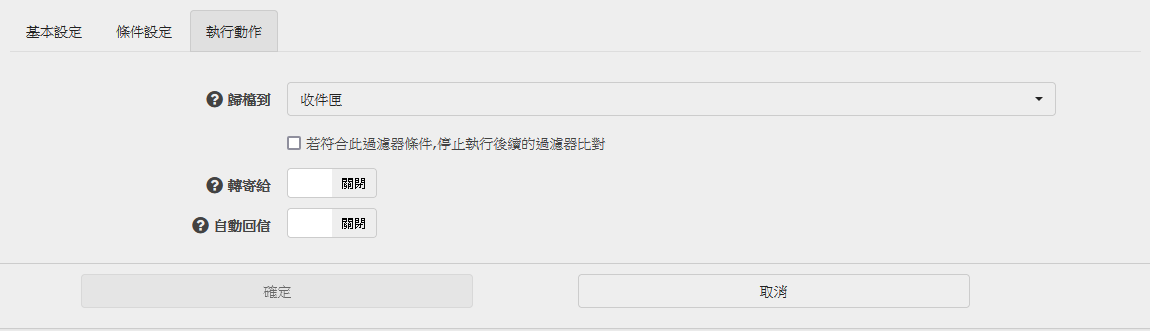 基本設定 條件設定 執行動作
歸檔到 收件匣
若符合此過濾器條件,停止執行後續的過濾器比對
轉寄給 關閉
自動回信 關閉
確定 取消